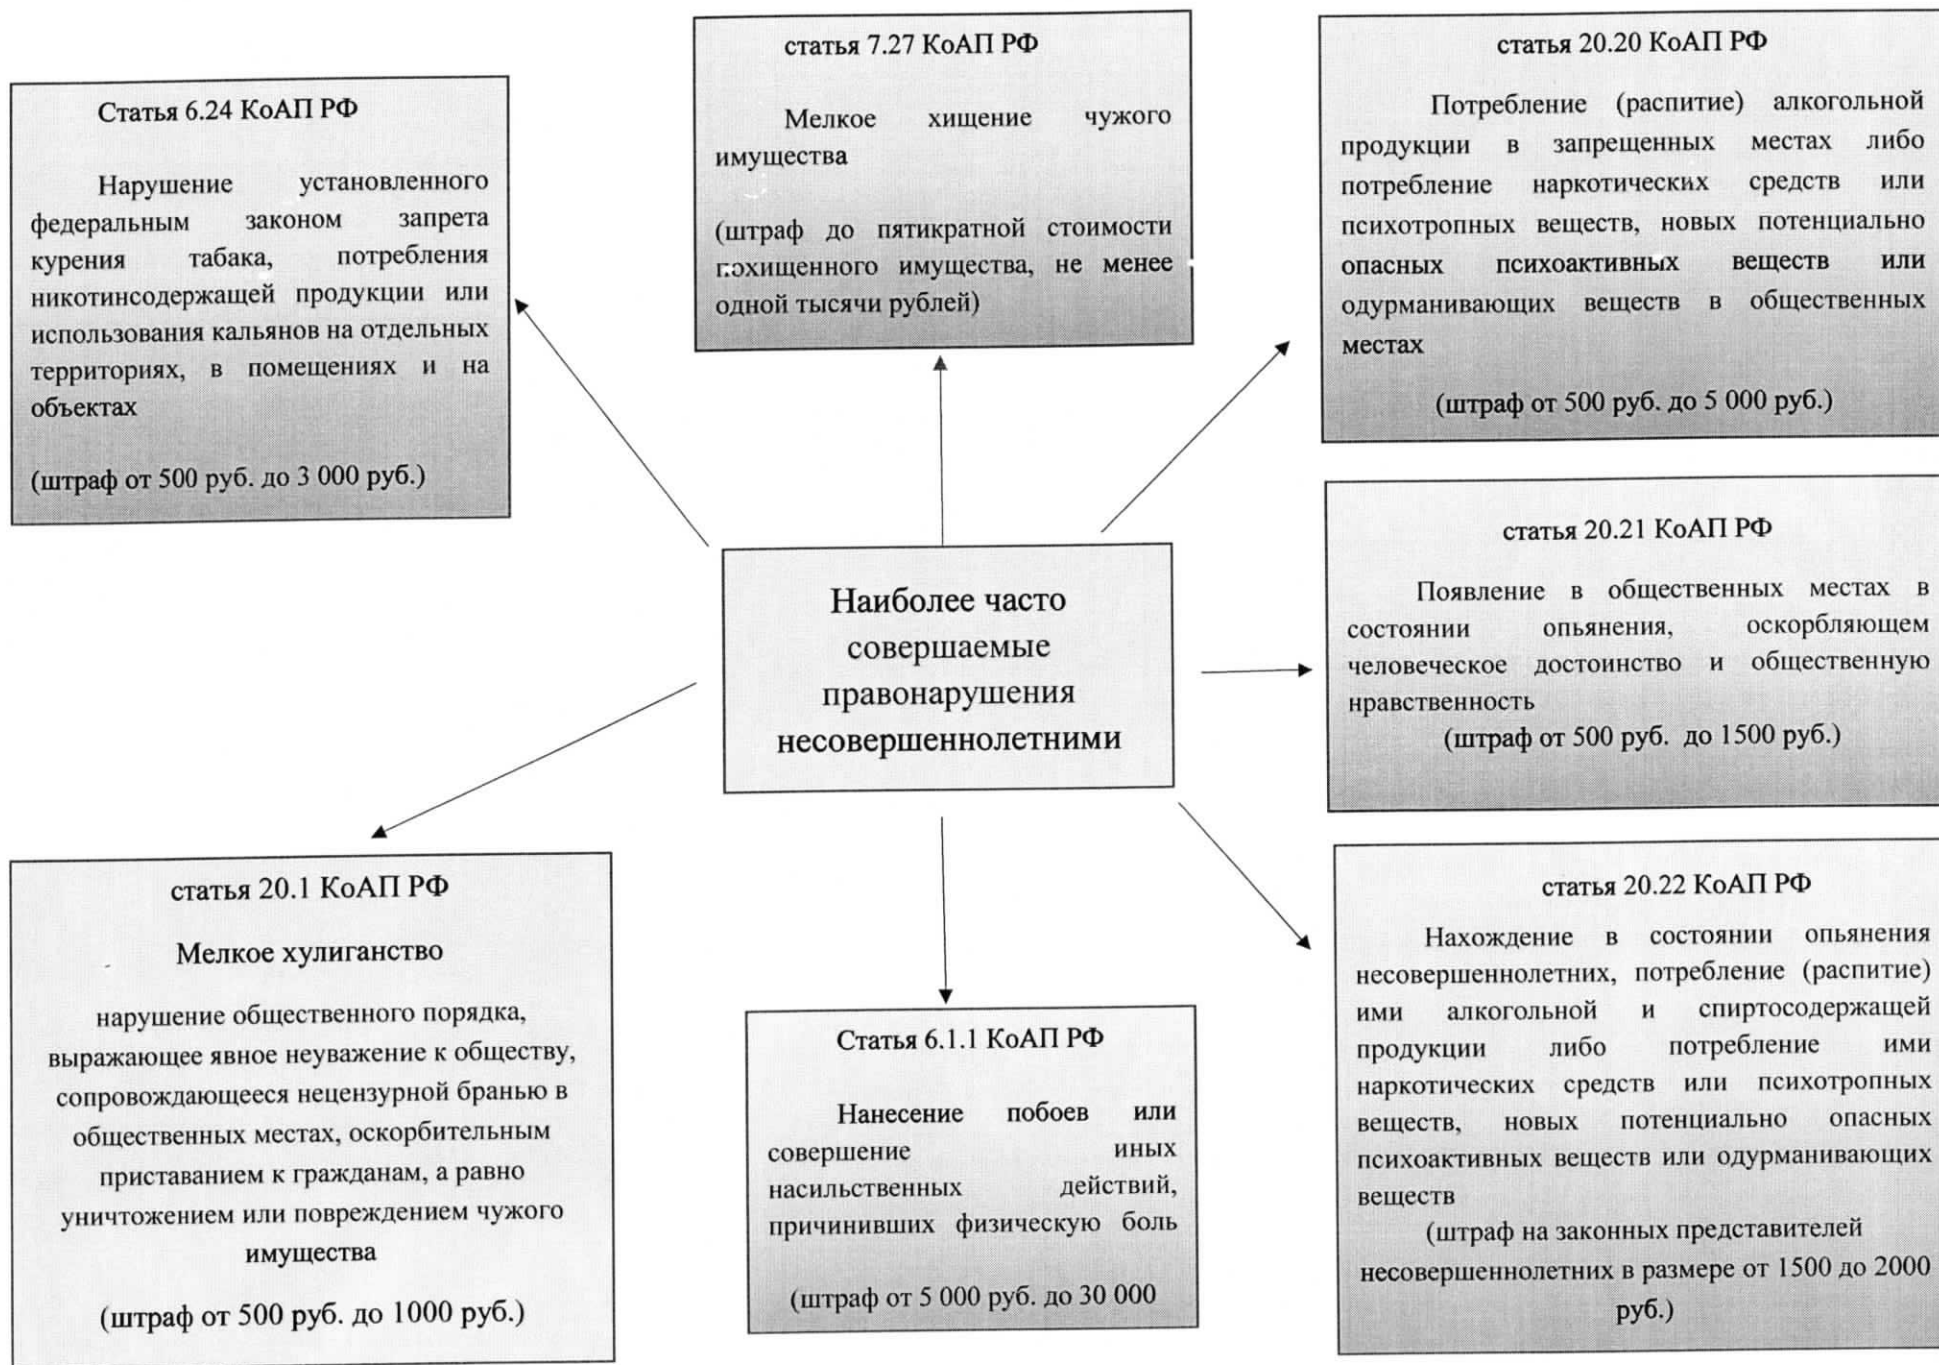 Статья 6.24 КоАП РФ
Нарушение установленного
федеральным законом запрета
курения табака, потребления
никотинсодержащей продукции или
использования кальянов на отдельных
территориях, в помещениях и на
объектах
(штраф от 500 руб. до 3 000 руб.)
статья 7.27 КоАП РФ
Мелкое хищение чужого
имущества
(штраф до пятикратной стоимости
похищенного имущества, не менее
одной тысячи рублей)
статья 20.20 КоАП РФ
Потребление (распитие) алкогольной
продукции в запрещенных местах либо
потребление наркотических средств или
психотропных веществ, новых потенциально
опасных психоактивных веществ или
одурманивающих веществ в общественных
местах
(штраф от 500 руб. до 5 000 руб.)
Наиболее часто
совершаемые
правонарушения
несовершеннолетними
статья 20.21 КоАП РФ
Появление в общественных местах в
состоянии опьянения, оскорбляющем
человеческое достоинство и общественную
нравственность
(штраф от 500 руб. до 1500 руб.)
статья 20.1 КоАП РФ
Мелкое хулиганство
нарушение общественного порядка,
выражающее явное неуважение к обществу,
сопровождающееся нецензурной бранью в
общественных местах, оскорбительным
приставанием к гражданам, а равно
уничтожением или повреждением чужого
имущества
(штраф от 500 руб. до 1000 руб.)
Статья 6.1.1 КоАП РФ
Нанесение побоев или
совершение иных
насильственных действий,
причинивших физическую боль
(штраф от 5 000 руб. до 30 000
статья 20.22 КоАП РФ
Нахождение в состоянии опьянения
несовершеннолетних, потребление (распитие)
ими алкогольной и спиртосодержащей
продукции либо потребление ими
наркотических средств или психотропных
веществ, новых потенциально опасных
психоактивных веществ или одурманивающих
веществ
(штраф на законных представителей
несовершеннолетних в размере от 1500 до 2000
руб.)